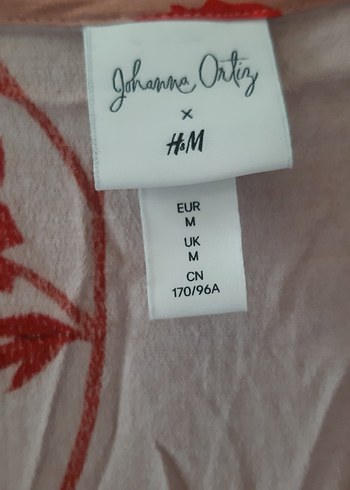 Johanna Ortiz
×
H&M
EUR
M
UK
M
CN
170/96A